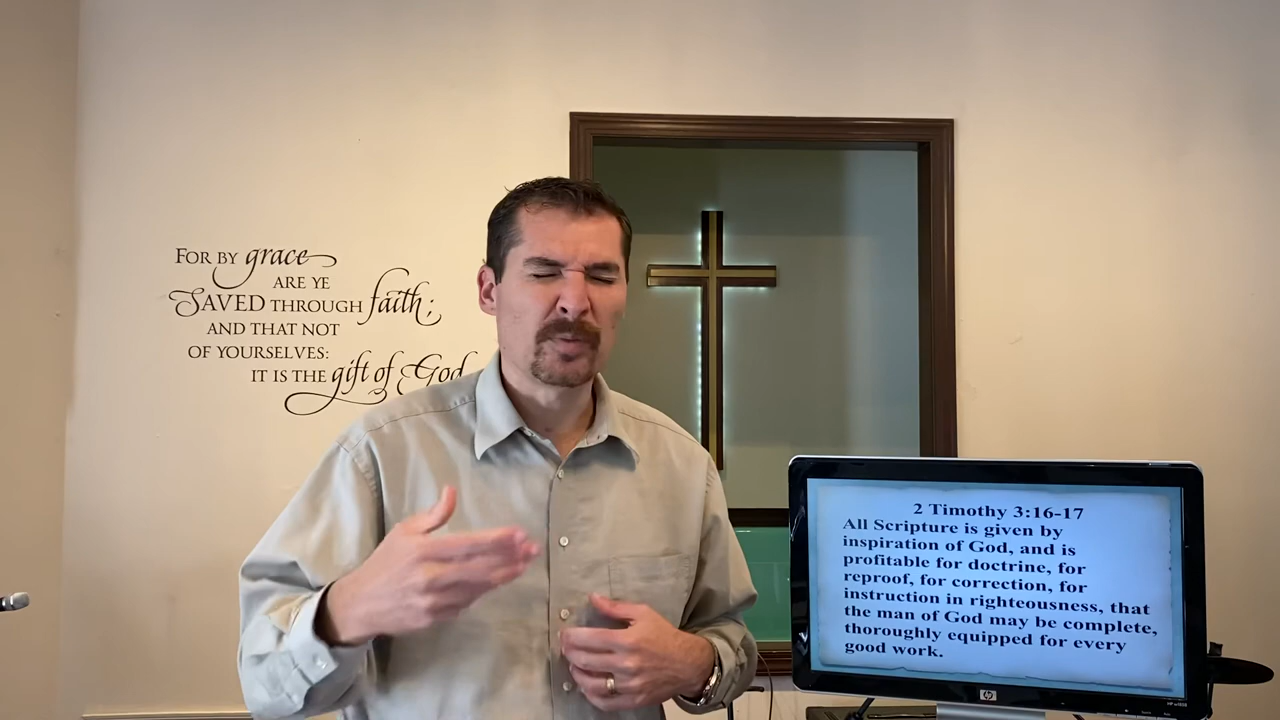 FOR BY grace
ARE YE
SAVED THROUGH faith;
AND THAT NOT
OF YOURSELVES:
IT IS THE gift of God
2 Timothy 3:16-17
All Scripture is given by
inspiration of God, and is
profitable for doctrine, for
reproof, for correction, for
instruction in righteousness, that
the man of God may be complete,
thoroughly equipped for every
good work.
hp